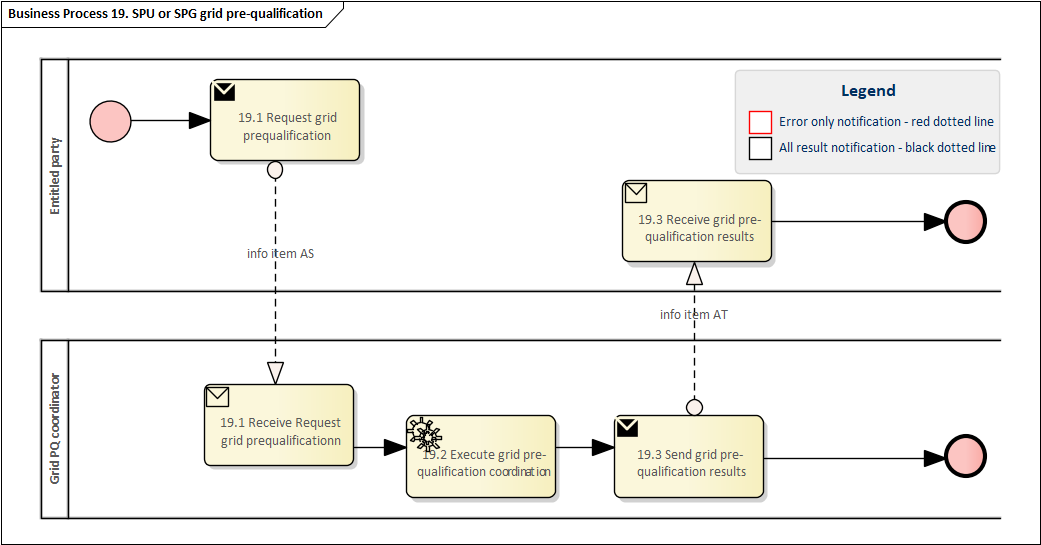 Business Process 19. SPU or SPG grid pre-qualification
Entitled party
19.1 Request grid
prequalification
Legend
Error only notification - red dotted line
All result notification - black dotted line
19.3 Receive grid pre-
qualification results
info item AS
info item AT
Grid PQ coordinator
19.1 Receive Request
grid prequalificationn
19.2 Execute grid pre-
qualification coordination
19.3 Send grid pre-
qualification results